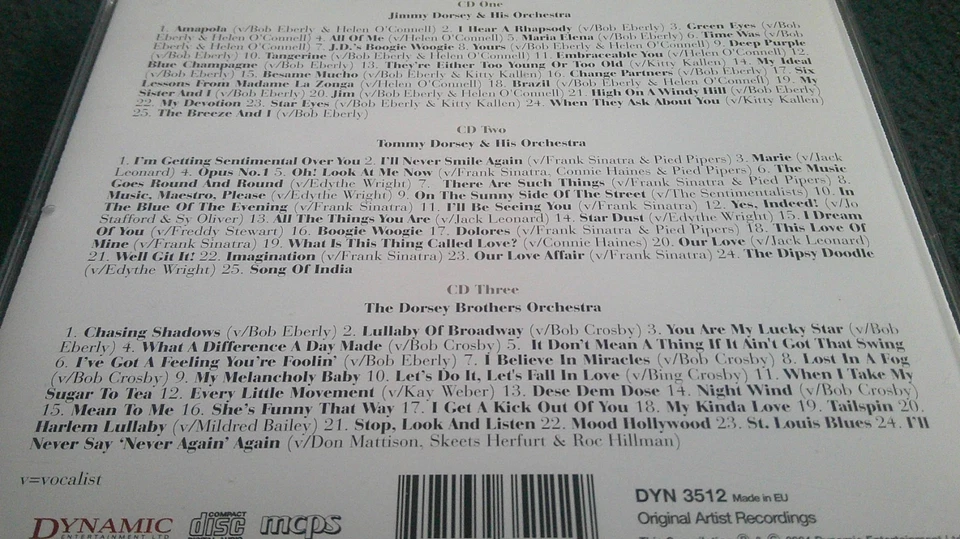 CD One
Jimmy Dorsey & His Orchestra
1. Amapola (v/Bob Eberly & Helen O'Connell) 2. I Hear A Rhapsody (v/Bob Eberly) 3. Green Eyes (v/Bob
Eberly & Helen O'Connell) 4. All Of Me (v/Helen O'Connell) 5. Maria Elena (v/Bob Eberly) 6. Time Was (v/Bob
Eberly & Helen O'Connell) 7. J.D.'s Boogie Woogie 8. Yours (v/Bob Eberly & Helen O'Connell) 9. Deep Purple
(v/Bob Eberly) 10. Tangerine (v/Bob Eberly & Helen O'Connell) 11. Embraceable You (v/Helen O'Connell) 12.
Blue Champagne (v/Bob Eberly) 13. They're Either Too Young Or Too Old (v/Kitty Kallen) 14. My Ideal
(v/Bob Eberly) 15. Besame Mucho (v/Bob Eberly & Kitty Kallen) 16. Change Partners (v/Bob Eberly) 17. Six
Lessons From Madame La Zonga (v/Helen O'Connell) 18. Brazil (v/Bob Eberly & Helen O'Connell) 19. My
Sister And I (v/Bob Eberly) 20. Jim (v/Bob Eberly & Helen O'Connell) 21. High On A Windy Hill (v/Bob Eberly)
22. My Devotion 23. Star Eyes (v/Bob Eberly & Kitty Kallen) 24. When They Ask About You (v/Kitty Kallen)
25. The Breeze And I (v/Bob Eberly)
CD Two
Tommy Dorsey & His Orchestra
1. I'm Getting Sentimental Over You 2. I'll Never Smile Again (v/Frank Sinatra & Pied Pipers) 3. Marie (v/Jack
Leonard) 4. Opus No.1 5. Oh! Look At Me Now (v/Frank Sinatra, Connie Haines & Pied Pipers) 6. The Music
Goes Round And Round (v/Edythe Wright) 7. There Are Such Things (v/Frank Sinatra & Pied Pipers) 8.
Music, Maestro, Please (v/Edythe Wright) 9. On The Sunny Side Of The Street (v/The Sentimentalists) 10. In
The Blue Of The Evening (v/Frank Sinatra) 11. I'll Be Seeing You (v/Frank Sinatra) 12. Yes, Indeed! (v/Jo
Stafford & Sy Oliver) 13. All The Things You Are (v/Jack Leonard) 14. Star Dust (v/Edythe Wright) 15. I Dream
Of You (v/Freddy Stewart) 16. Boogie Woogie 17. Dolores (v/Frank Sinatra & Pied Pipers) 18. This Love Of
Mine (v/Frank Sinatra) 19. What Is This Thing Called Love? (v/Connie Haines) 20. Our Love (v/Jack Leonard)
21. Well Git It! 22. Imagination (v/Frank Sinatra) 23. Our Love Affair (v/Frank Sinatra) 24. The Dipsy Doodle
(v/Edythe Wright) 25. Song Of India
CD Three
The Dorsey Brothers Orchestra
1. Chasing Shadows (v/Bob Eberly) 2. Lullaby Of Broadway (v/Bob Crosby) 3. You Are My Lucky Star (v/Bob
Eberly) 4. What A Difference A Day Made (v/Bob Crosby) 5. It Don't Mean A Thing If It Ain't Got That Swing
6. I've Got A Feeling You're Foolin' (v/Bob Eberly) 7. I Believe In Miracles (v/Bob Crosby) 8. Lost In A Fog
(v/Bob Crosby) 9. My Melancholy Baby 10. Let's Do It, Let's Fall In Love (v/Bing Crosby) 11. When I Take My
Sugar To Tea 12. Every Little Movement (v/Kay Weber) 13. Dese Dem Dose 14. Night Wind (v/Bob Crosby)
15. Mean To Me 16. She's Funny That Way 17. I Get A Kick Out Of You 18. My Kinda Love 19. Tailspin 20.
Harlem Lullaby (v/Mildred Bailey) 21. Stop, Look And Listen 22. Mood Hollywood 23. St. Louis Blues 24. I'll
Never Say 'Never Again' Again (v/Don Mattison, Skeets Herfurt & Roc Hillman)
v=vocalist
DYNAMIC
ENTERTAINMENT LTD
COMPACT
disc
mcps
DYN 3512 Made in EU
Original Artist Recordings